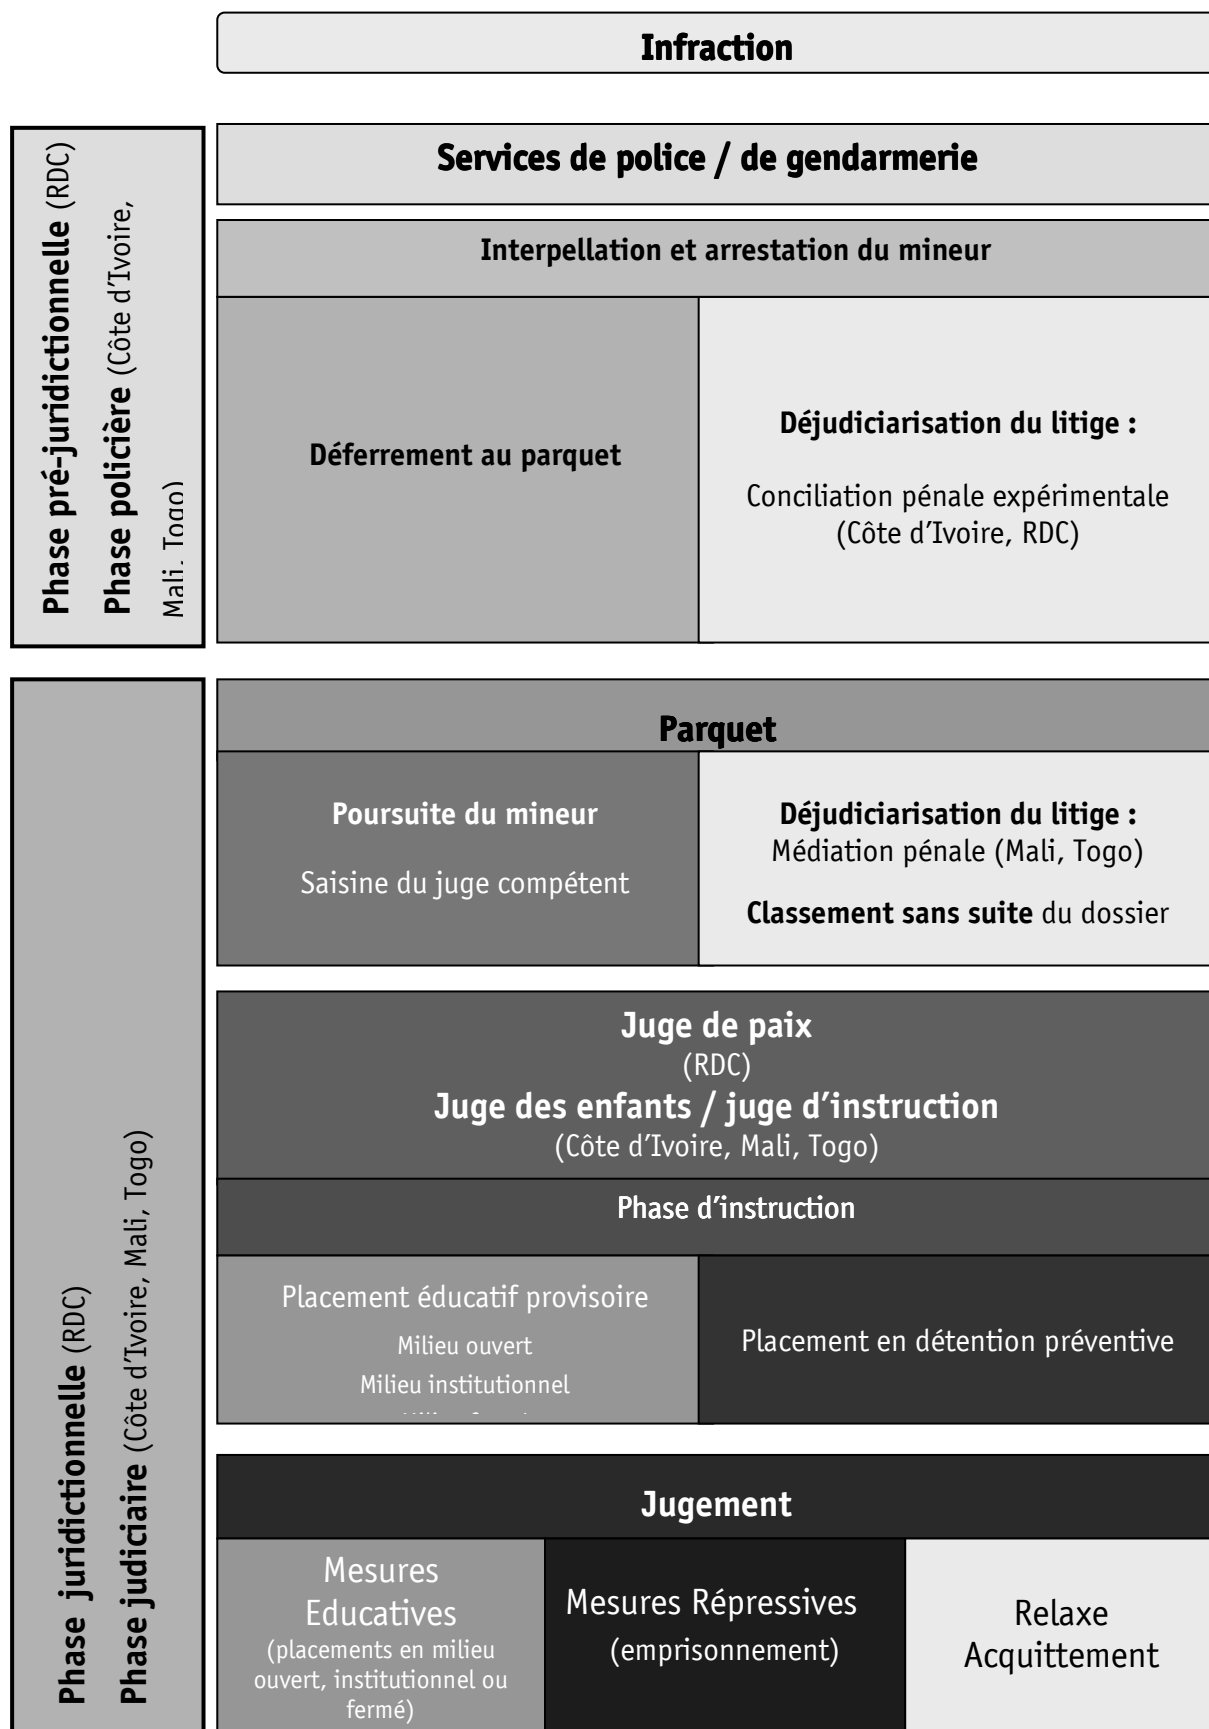 Infraction
Phase pré-juridictionnelle (RDC)
Phase policière (Côte d'Ivoire,
Mali, Togo)
Services de police / de gendarmerie
Interpellation et arrestation du mineur
Déferrement au parquet
Déjudiciarisation du litige :
Conciliation pénale expérimentale
(Côte d'Ivoire, RDC)
Phase juridictionnelle (RDC)
Phase judiciaire (Côte d'Ivoire, Mali, Togo)
Parquet
Poursuite du mineur
Saisine du juge compétent
Déjudiciarisation du litige :
Médiation pénale (Mali, Togo)
Classement sans suite du dossier
Juge de paix
(RDC)
Juge des enfants / juge d'instruction
(Côte d'Ivoire, Mali, Togo)
Phase d'instruction
Placement éducatif provisoire
Milieu ouvert
Milieu institutionnel
Placement en détention préventive
Jugement
Mesures
Educatives
(placements en milieu
ouvert, institutionnel ou
fermé)
Mesures Répressives
(emprisonnement)
Relaxe
Acquittement